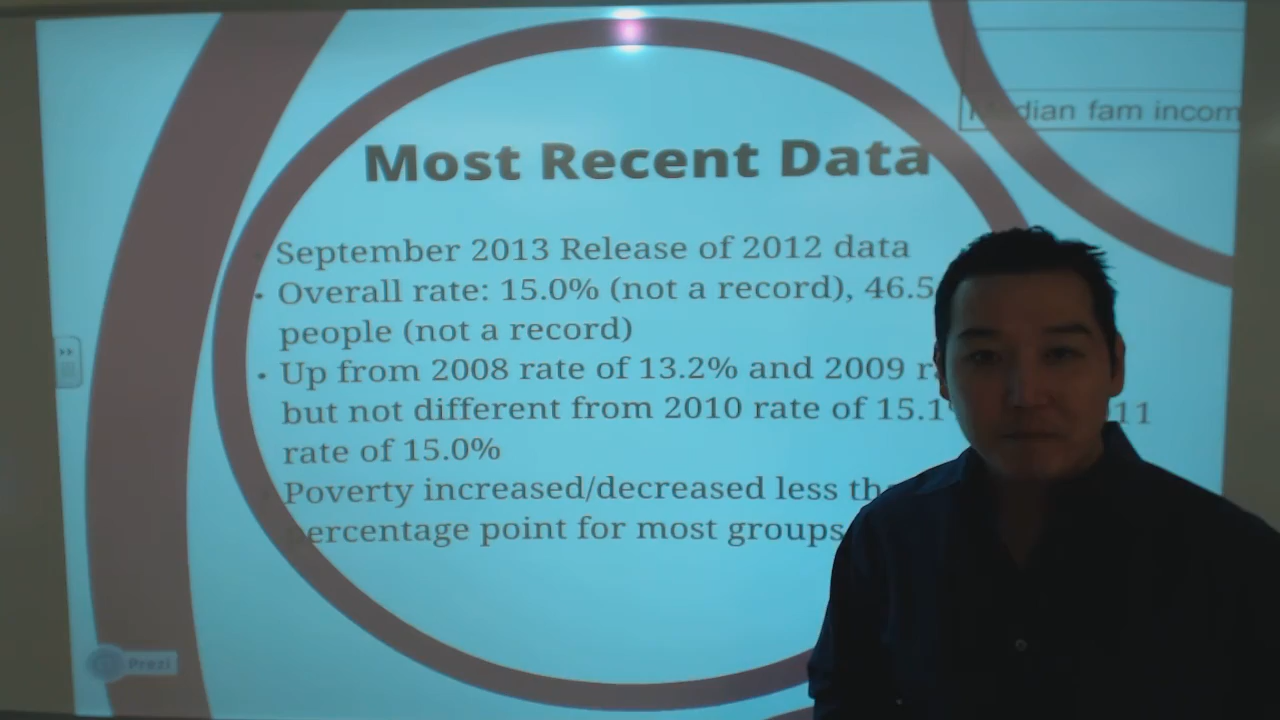 Median fam incom
Most Recent Data
September 2013 Release of 2012 data
• Overall rate: 15.0% (not a record), 46.5
people (not a record)
• Up from 2008 rate of 13.2% and 2009
but not different from 2010 rate of 15.1 11
rate of 15.0%
Poverty increased/decreased less
percentage point for most groups
Prezi